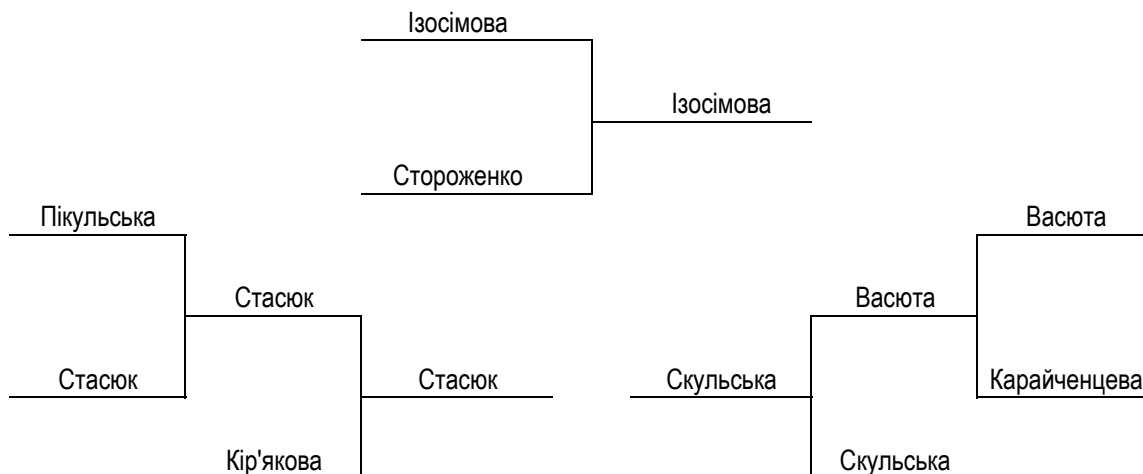 Ізосімова
Ізосімова
Стороженко
Пікульська
Васюта
Стасюк
Васюта
Стасюк
Стасюк
Скульська
Карайченцева
Кір'якова
Скульська